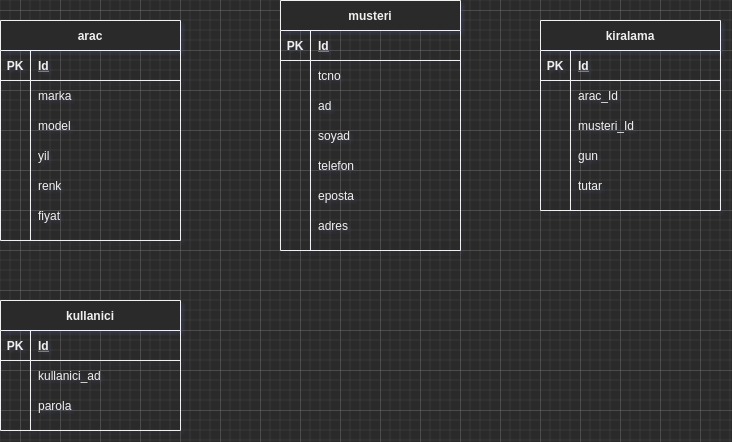 arac
PK Id
marka
model
yil
renk
fiyat
musteri
PK Id
tcno
ad
soyad
telefon
eposta
adres
kiralama
PK Id
arac_Id
musteri_Id
gun
tutar
kullanici
PK Id
kullanici_ad
parola